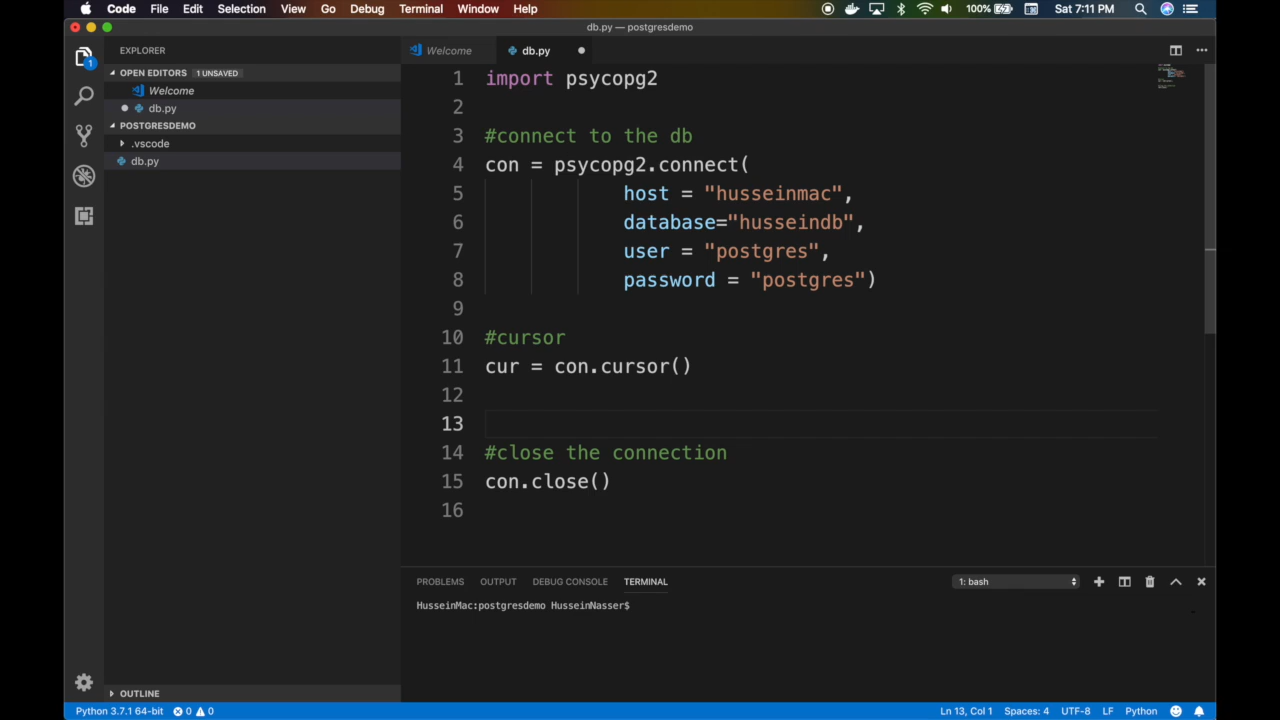 Code File Edit Selection View Go Debug Terminal Window Help 100% Sat 7:11 PM
db.py — postgresdemo
EXPLORER
OPEN EDITORS 1 UNSAVED
Welcome
db.py
POSTGRESDEMO
.vscode
db.py
OUTLINE
1
Welcome db.py
1 import psycopg2
2
3 #connect to the db
4 con = psycopg2.connect(
5 host = "husseinmac",
6 database="husseindb",
7 user = "postgres",
8 password = "postgres")
9
10 #cursor
11 cur = con.cursor()
12
13
14 #close the connection
15 con.close()
16
PROBLEMS OUTPUT DEBUG CONSOLE TERMINAL 1: bash
HusseinMac:postgresdemo HusseinNasser$
Python 3.7.1 64-bit 0 0 Ln 13, Col 1 Spaces: 4 UTF-8 LF Python